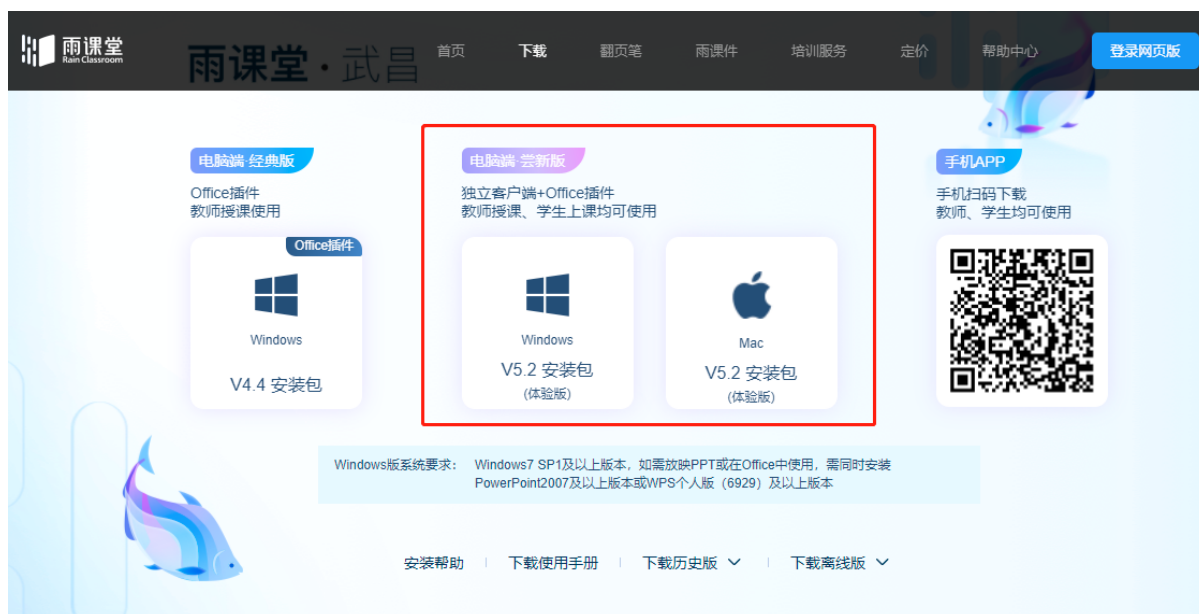 雨课堂
Rain Classroom
雨课堂·武昌
首页
下载
翻页笔
雨课件
培训服务
定价
帮助中心
登录网页版
电脑端·经典版
Office插件
教师授课使用
Office插件
Windows
V4.4 安装包
电脑端·尝新版
独立客户端+Office插件
教师授课、学生上课均可使用
Windows
V5.2 安装包
(体验版)
Mac
V5.2 安装包
(体验版)
手机APP
手机扫码下载
教师、学生均可使用
Windows版系统要求： Windows7 SP1及以上版本，如需放映PPT或在Office中使用，需同时安装
PowerPoint2007及以上版本或WPS个人版（6929）及以上版本
安装帮助
下载使用手册
下载历史版
下载离线版